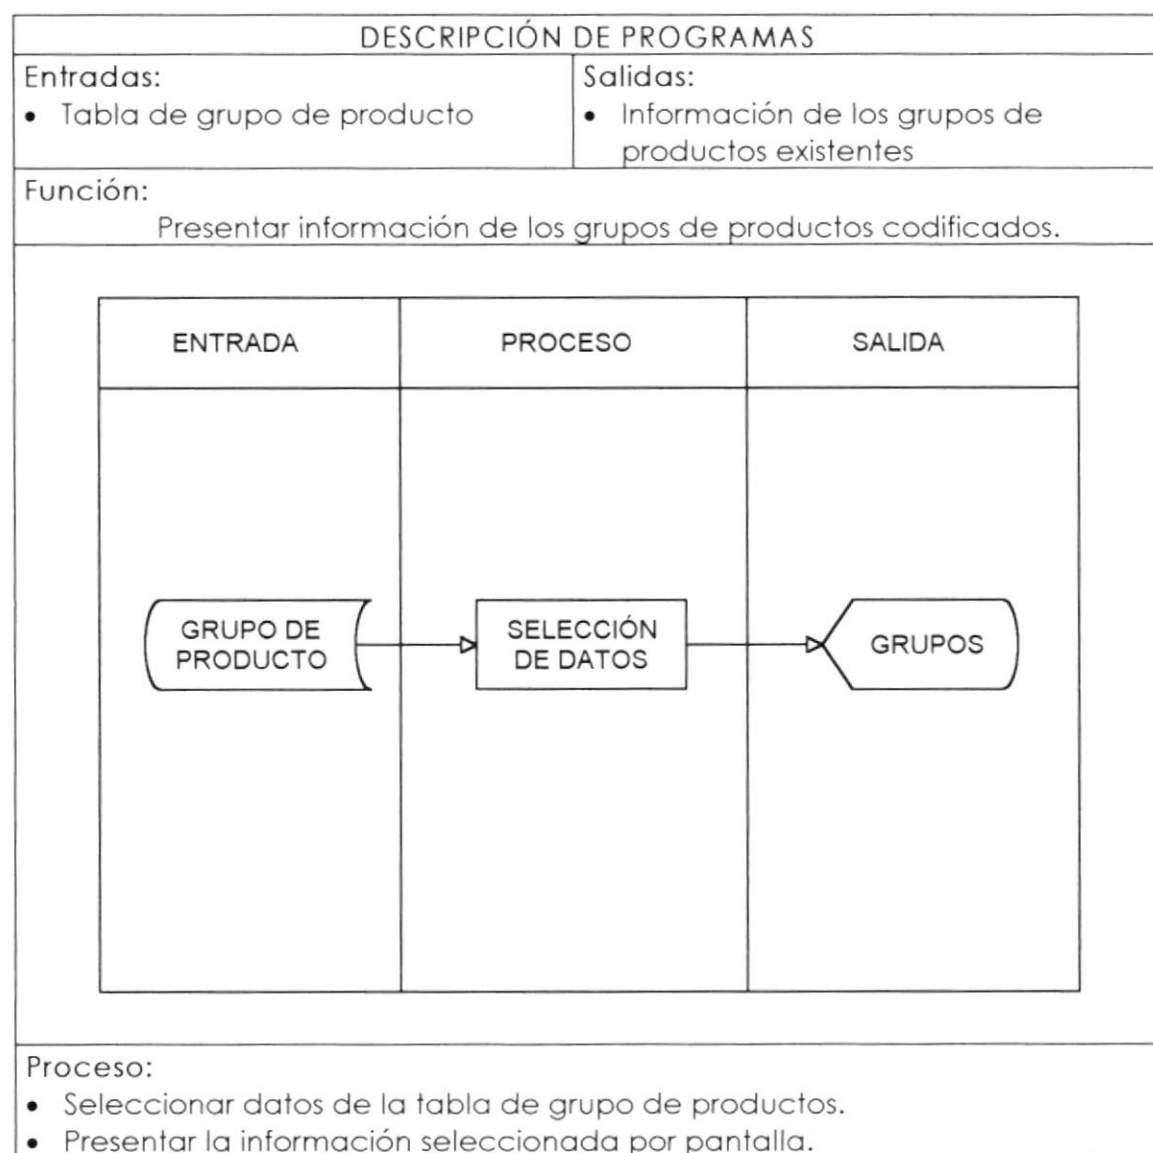 DESCRIPCIÓN DE PROGRAMAS
Entradas:
• Tabla de grupo de producto
Salidas:
• Información de los grupos de
productos existentes
Función:
Presentar información de los grupos de productos codificados.
ENTRADA
PROCESO
SALIDA
GRUPO DE
PRODUCTO
SELECCIÓN
DE DATOS
GRUPOS
Proceso:
• Seleccionar datos de la tabla de grupo de productos.
• Presentar la información seleccionada por pantalla.